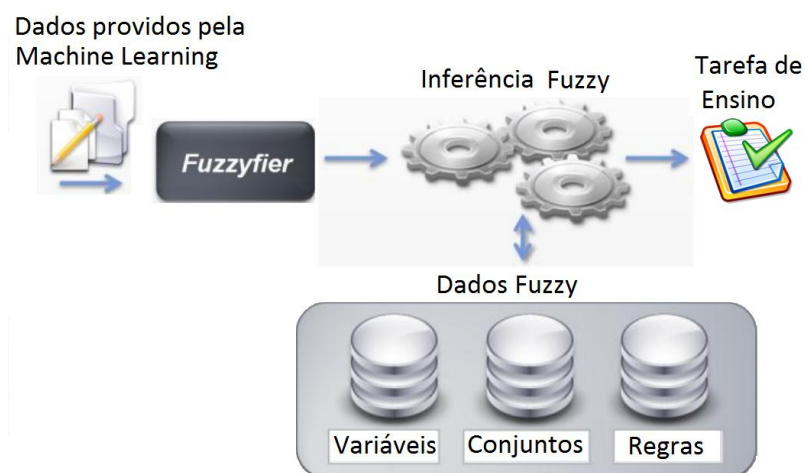 Dados providos pela
Machine Learning
Inferência Fuzzy
Tarefa de
Ensino
Fuzzyfier
Dados Fuzzy
Variáveis
Conjuntos
Regras